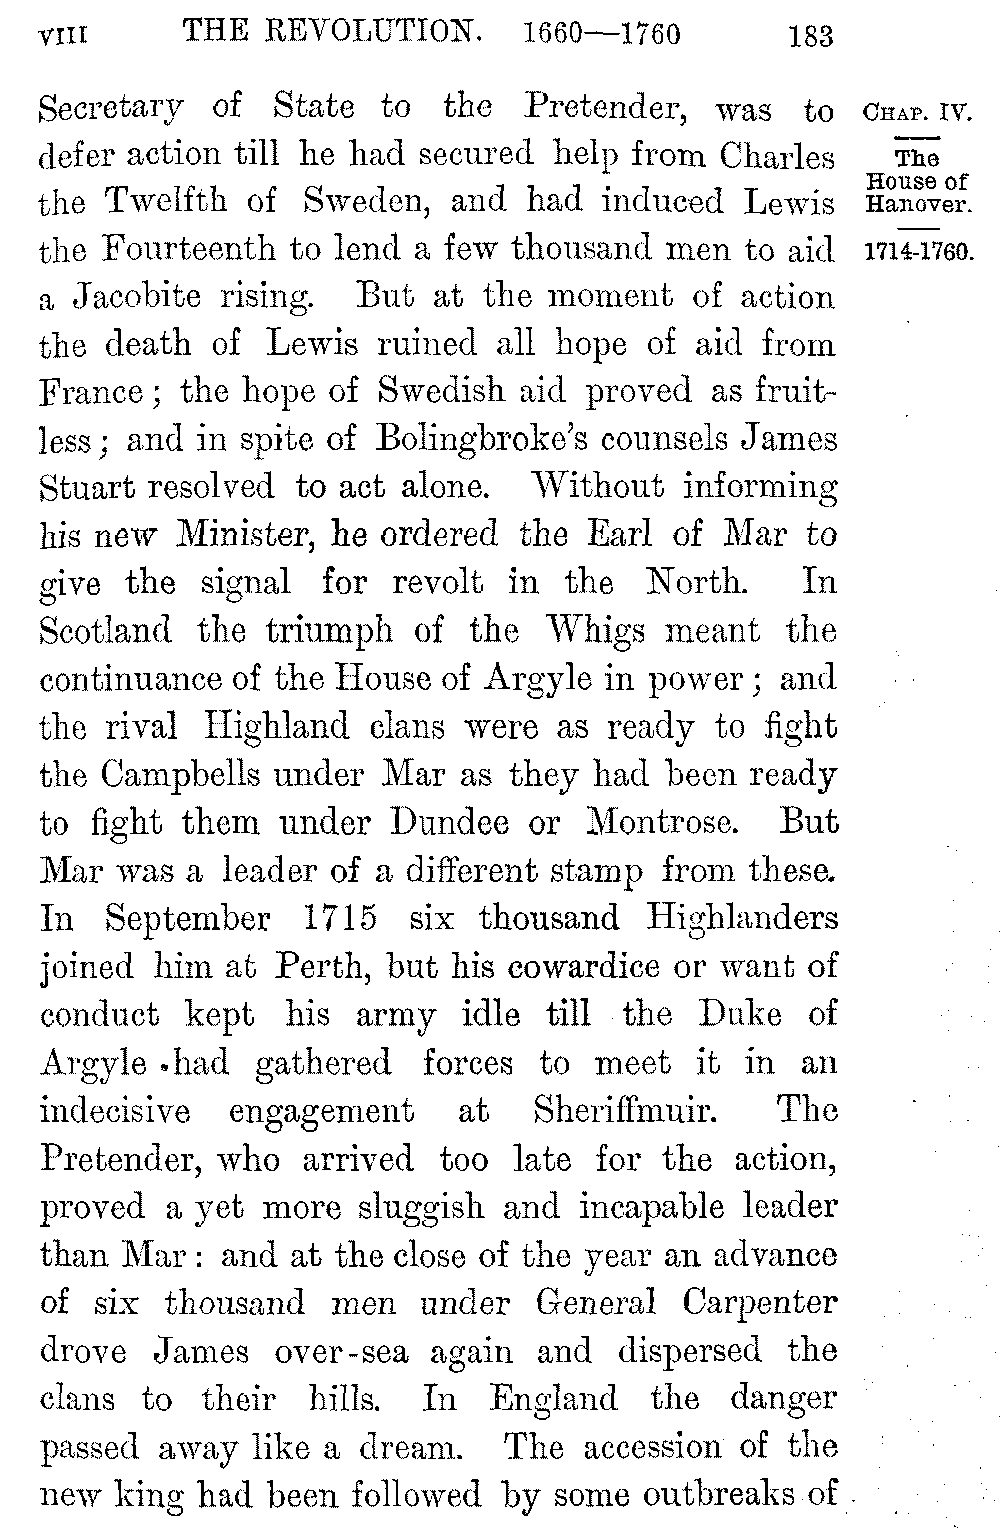 VIII THE REVOLUTION. 1660—1760 183
Secretary of State to the Pretender, was to
defer action till he had secured help from Charles
the Twelfth of Sweden, and had induced Lewis
the Fourteenth to lend a few thousand men to aid
a Jacobite rising. But at the moment of action
the death of Lewis ruined all hope of aid from
France; the hope of Swedish aid proved as fruit-
less; and in spite of Bolingbroke's counsels James
Stuart resolved to act alone. Without informing
his new Minister, he ordered the Earl of Mar to
give the signal for revolt in the North. In
Scotland the triumph of the Whigs meant the
continuance of the House of Argyle in power; and
the rival Highland clans were as ready to fight
the Campbells under Mar as they had been ready
to fight them under Dundee or Montrose. But
Mar was a leader of a different stamp from these.
In September 1715 six thousand Highlanders
joined him at Perth, but his cowardice or want of
conduct kept his army idle till the Duke of
Argyle had gathered forces to meet it in an
indecisive engagement at Sheriffmuir. The
Pretender, who arrived too late for the action,
proved a yet more sluggish and incapable leader
than Mar: and at the close of the year an advance
of six thousand men under General Carpenter
drove James over-sea again and dispersed the
clans to their hills. In England the danger
passed away like a dream. The accession of the
new king had been followed by some outbreaks of
CHAP. IV.
The
House of
Hanover.
1714-1760.